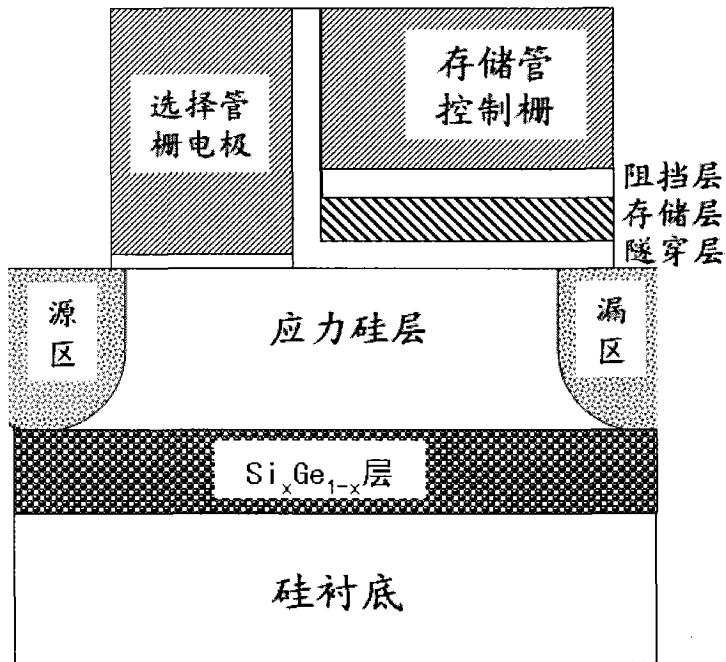 选择管
栅电极
存储管
控制栅
阻挡层
存储层
隧穿层
源
区
应力硅层
漏
区
SiₓGe₁₋ₓ层
硅衬底